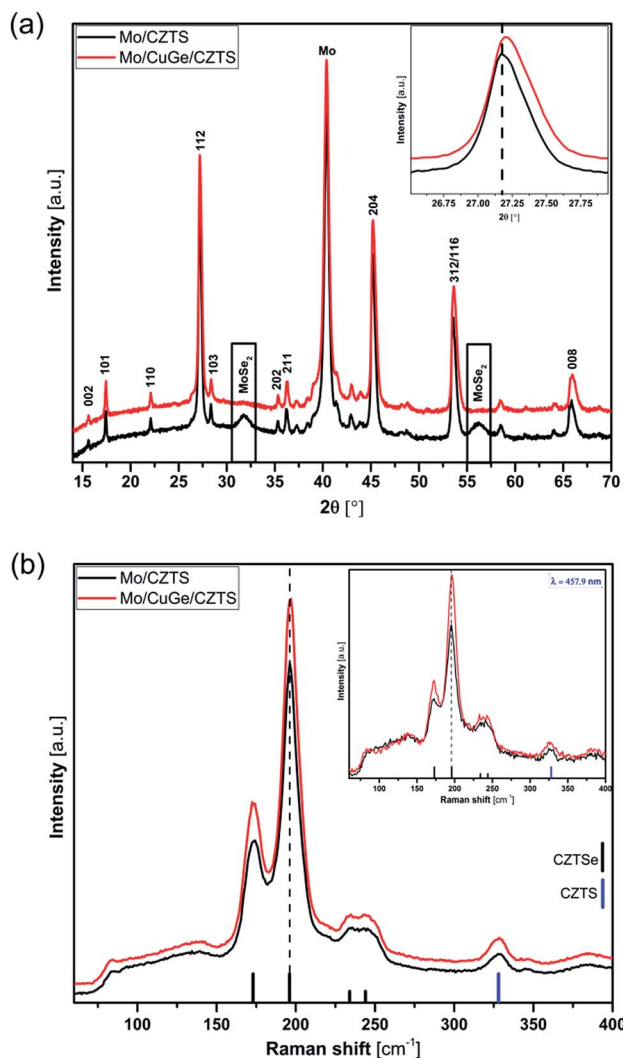 (a)
Mo/CZTS
Mo/CuGe/CZTS
Intensity [a.u.]
002
101
110
112
103
MoSe2
202
211
Mo
204
312/116
MoSe2
008
15 20 25 30 35 40 45 50 55 60 65 70
2θ [°]
Intensity [a.u.]
26.75 27.00 27.25 27.50 27.75
2θ [°]
(b)
Mo/CZTS
Mo/CuGe/CZTS
Intensity [a.u.]
λ = 457.9 nm
Intensity [a.u.]
100 150 200 250 300 350 400
Raman shift [cm-1]
CZTSe
CZTS
100 150 200 250 300 350 400
Raman shift [cm-1]